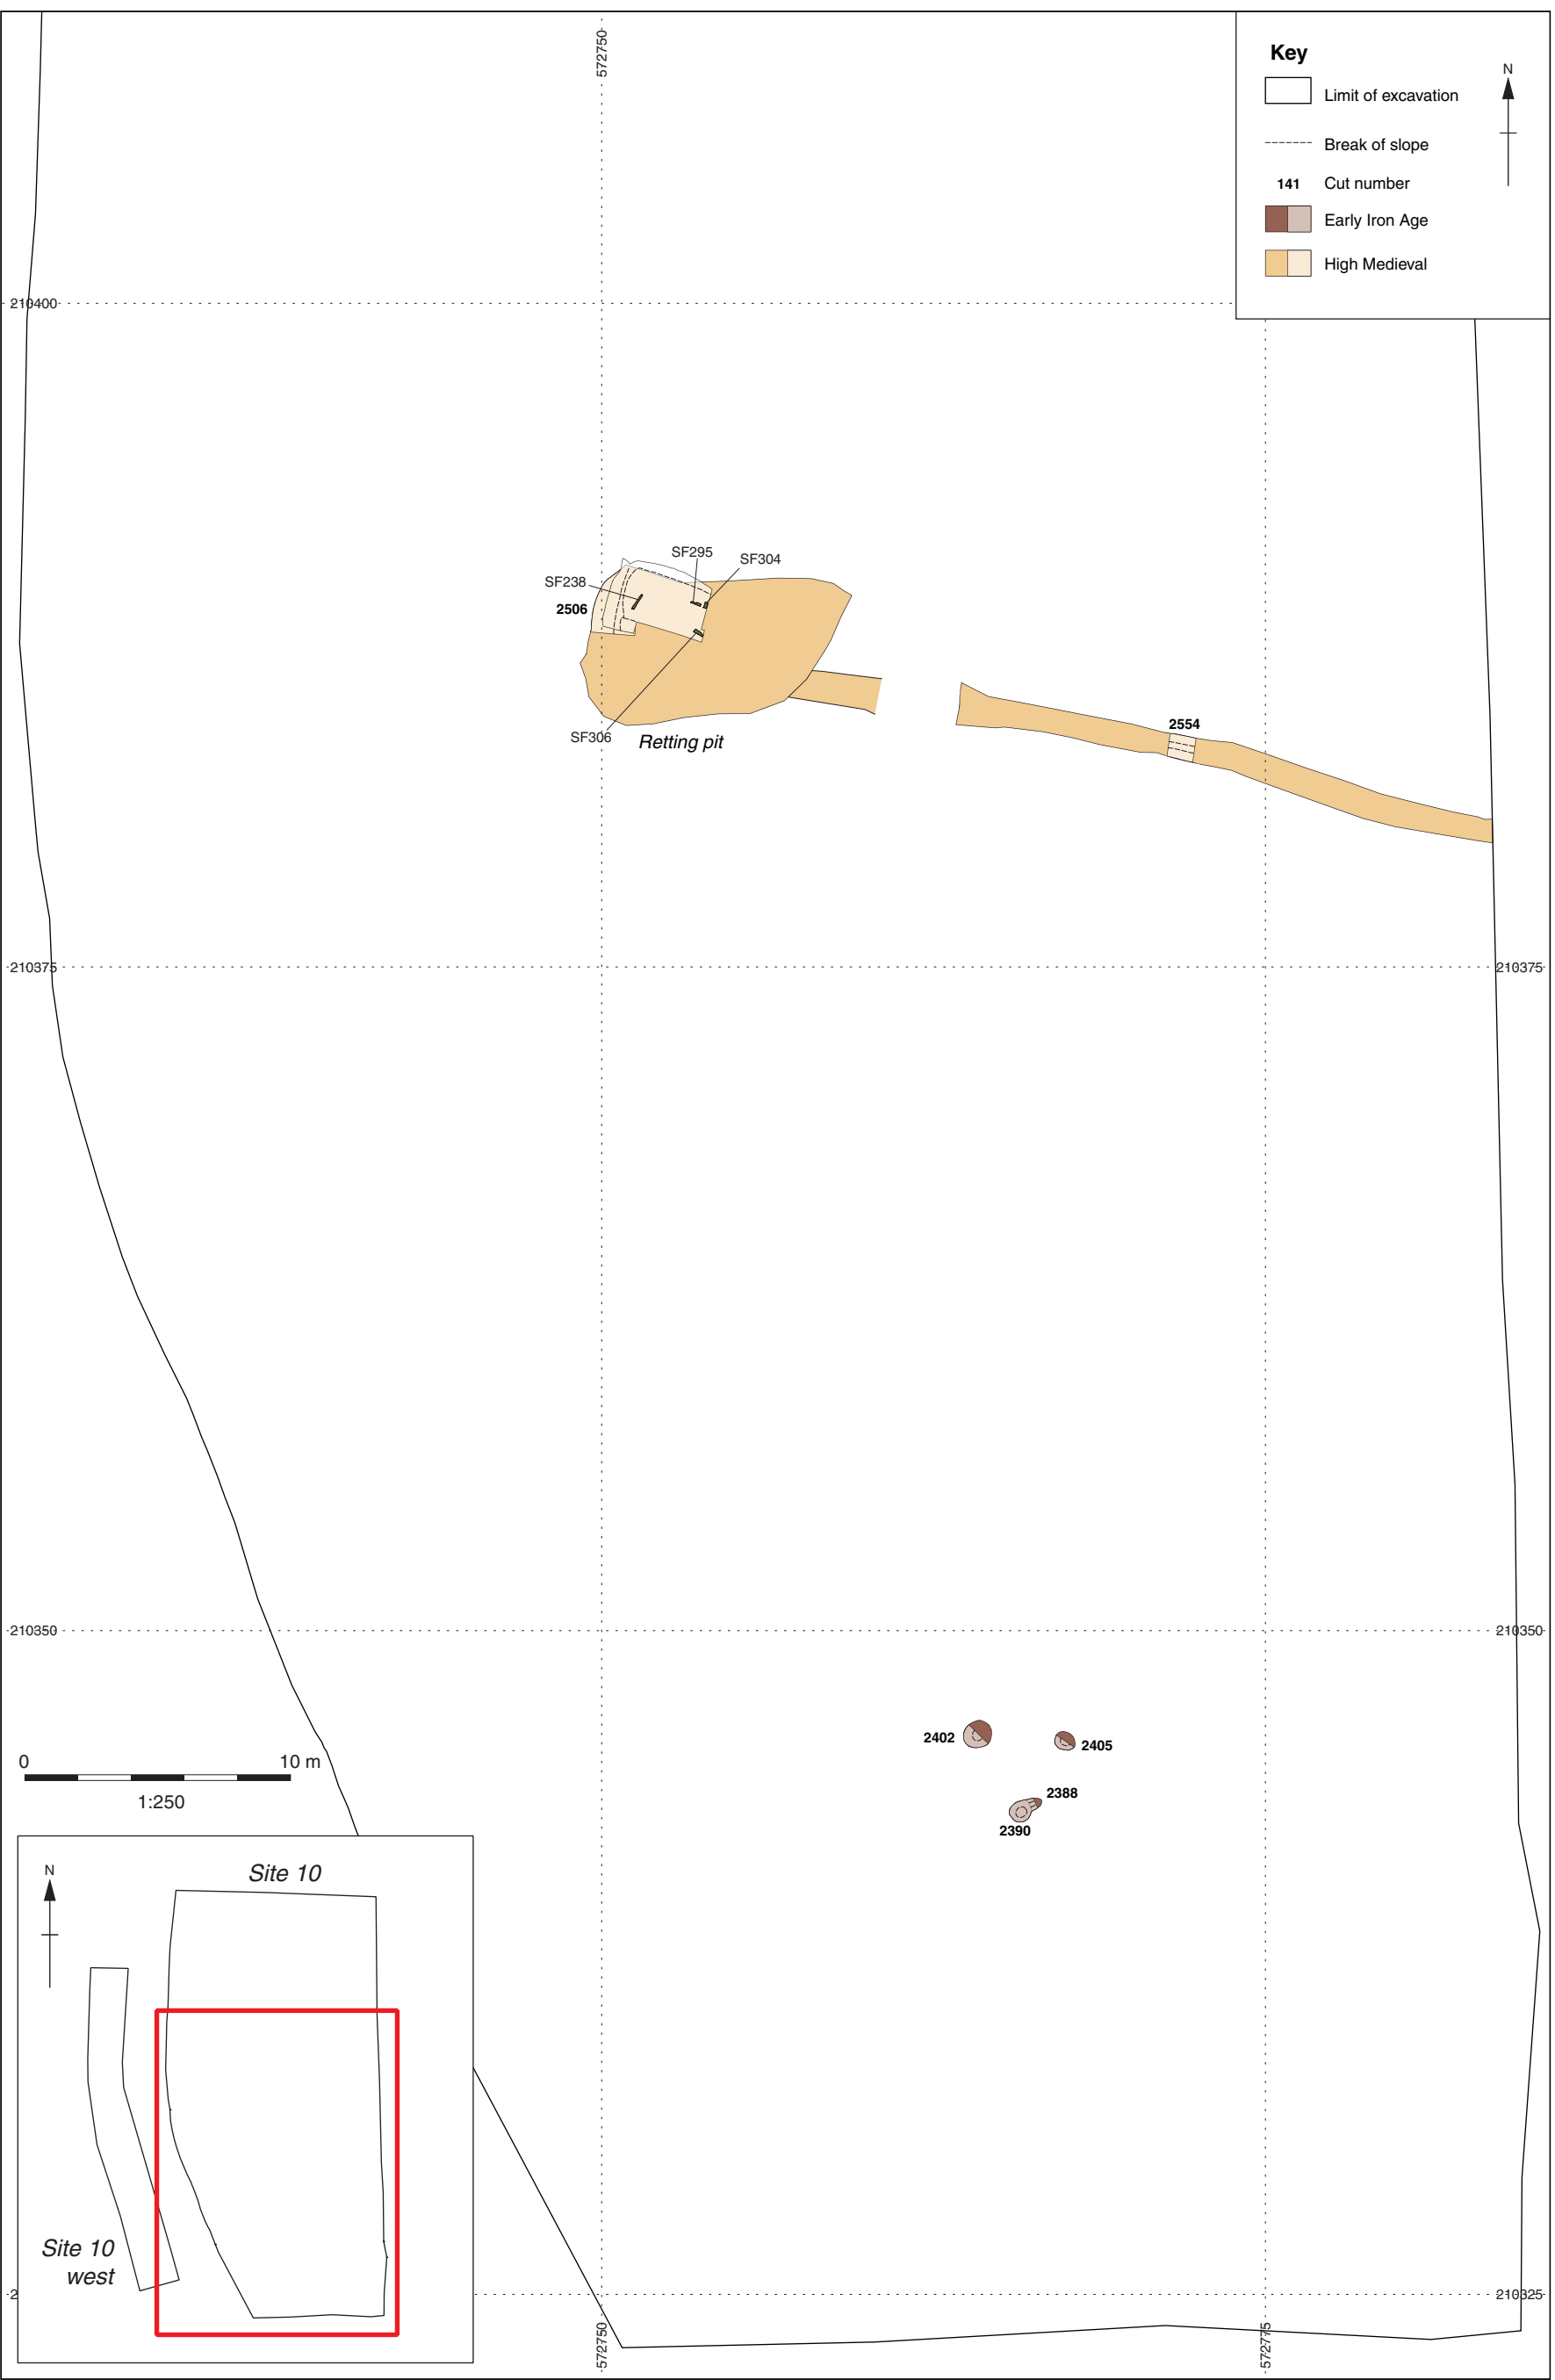 572750
Key
N
Limit of excavation
Break of slope
141 Cut number
Early Iron Age
High Medieval
210400
SF295
SF304
SF238
2506
SF306
Retting pit
2554
210375
210375
210350
210350
2402
2405
2388
2390
0 10 m
1:250
N
Site 10
Site 10
west
2
210325
572750
572775